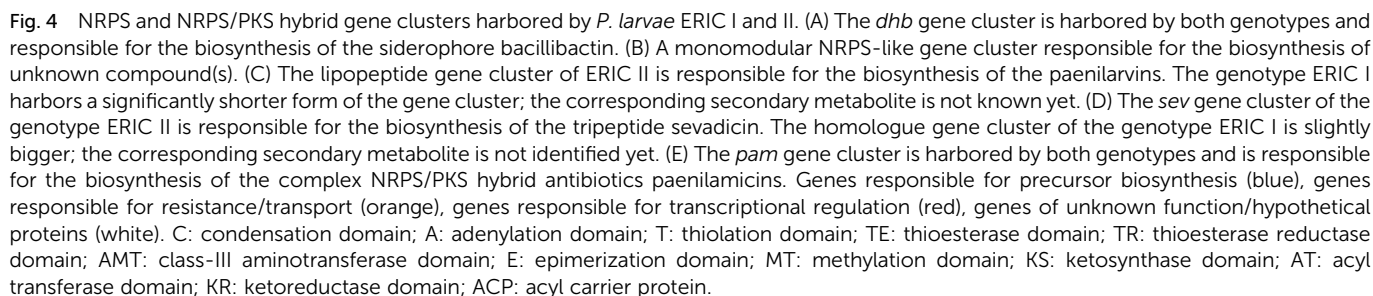 Fig. 4 NRPS and NRPS/PKS hybrid gene clusters harbored by P. larvae ERIC I and II. (A) The dhb gene cluster is harbored by both genotypes and
responsible for the biosynthesis of the siderophore bacillibactin. (B) A monomodular NRPS-like gene cluster responsible for the biosynthesis of
unknown compound(s). (C) The lipopeptide gene cluster of ERIC II is responsible for the biosynthesis of the paenilarvins. The genotype ERIC I
harbors a significantly shorter form of the gene cluster; the corresponding secondary metabolite is not known yet. (D) The sev gene cluster of the
genotype ERIC II is responsible for the biosynthesis of the tripeptide sevadicin. The homologue gene cluster of the genotype ERIC I is slightly
bigger; the corresponding secondary metabolite is not identified yet. (E) The pam gene cluster is harbored by both genotypes and is responsible
for the biosynthesis of the complex NRPS/PKS hybrid antibiotics paenilamicins. Genes responsible for precursor biosynthesis (blue), genes
responsible for resistance/transport (orange), genes responsible for transcriptional regulation (red), genes of unknown function/hypothetical
proteins (white). C: condensation domain; A: adenylation domain; T: thiolation domain; TE: thioesterase domain; TR: thioesterase reductase
domain; AMT: class-III aminotransferase domain; E: epimerization domain; MT: methylation domain; KS: ketosynthase domain; AT: acyl
transferase domain; KR: ketoreductase domain; ACP: acyl carrier protein.